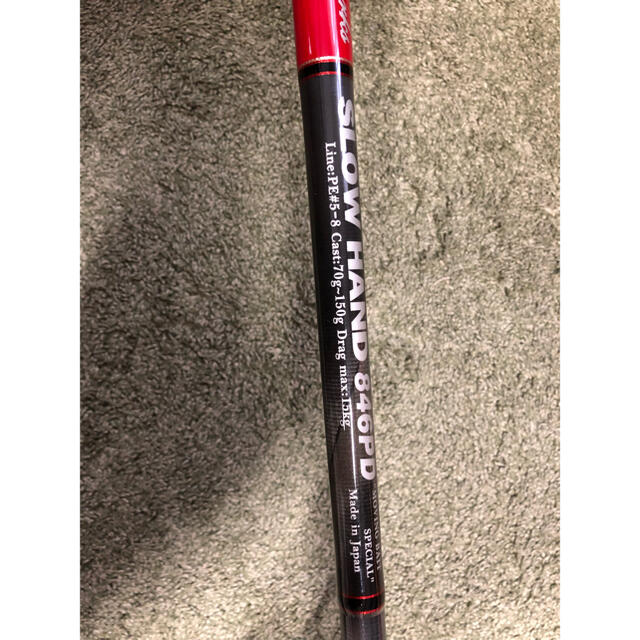 SLOW HAND 846PD
Line:PE#5-8 Cast:70g~150g Drag max:15kg
SPECIAL"
Made in Japan